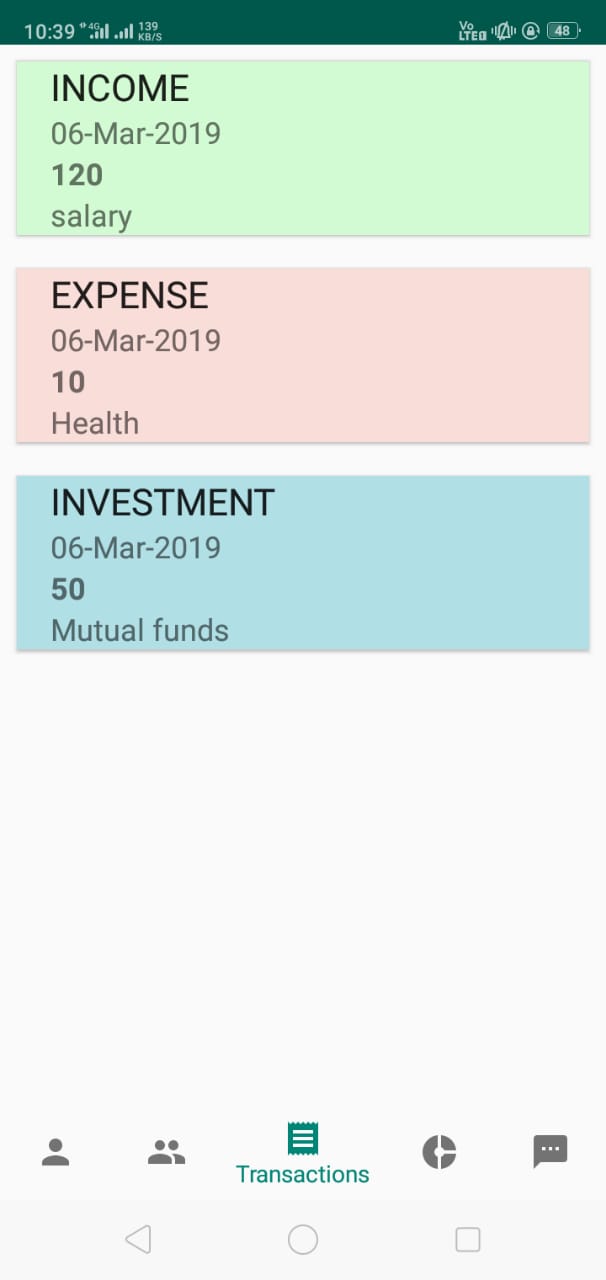 10:39 4G 139 KB/S Vo LTE 48
INCOME
06-Mar-2019
120
salary
EXPENSE
06-Mar-2019
10
Health
INVESTMENT
06-Mar-2019
50
Mutual funds
Transactions